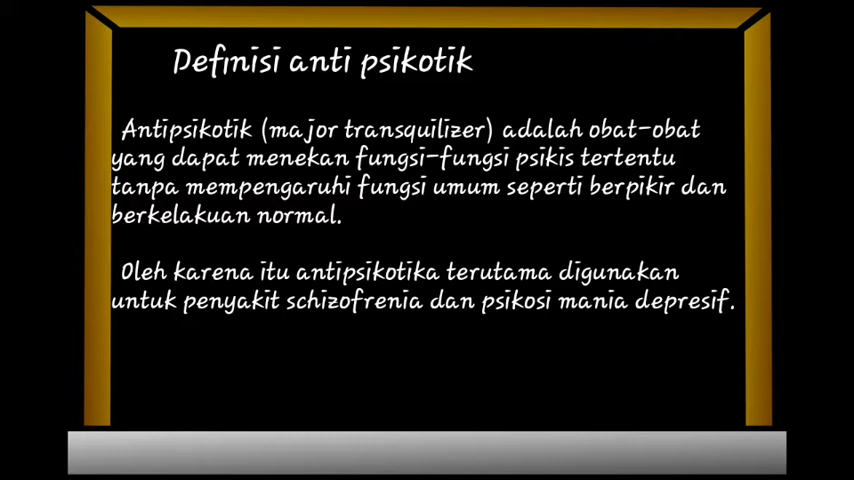 Definisi anti psikotik
Antipsikotik (major transquilizer) adalah obat-obat
yang dapat menekan fungsi-fungsi psikis tertentu
tanpa mempengaruhi fungsi umum seperti berpikir dan
berkelakuan normal.
Oleh karena itu antipsikotika terutama digunakan
untuk penyakit schizofrenia dan psikosi mania depresif.